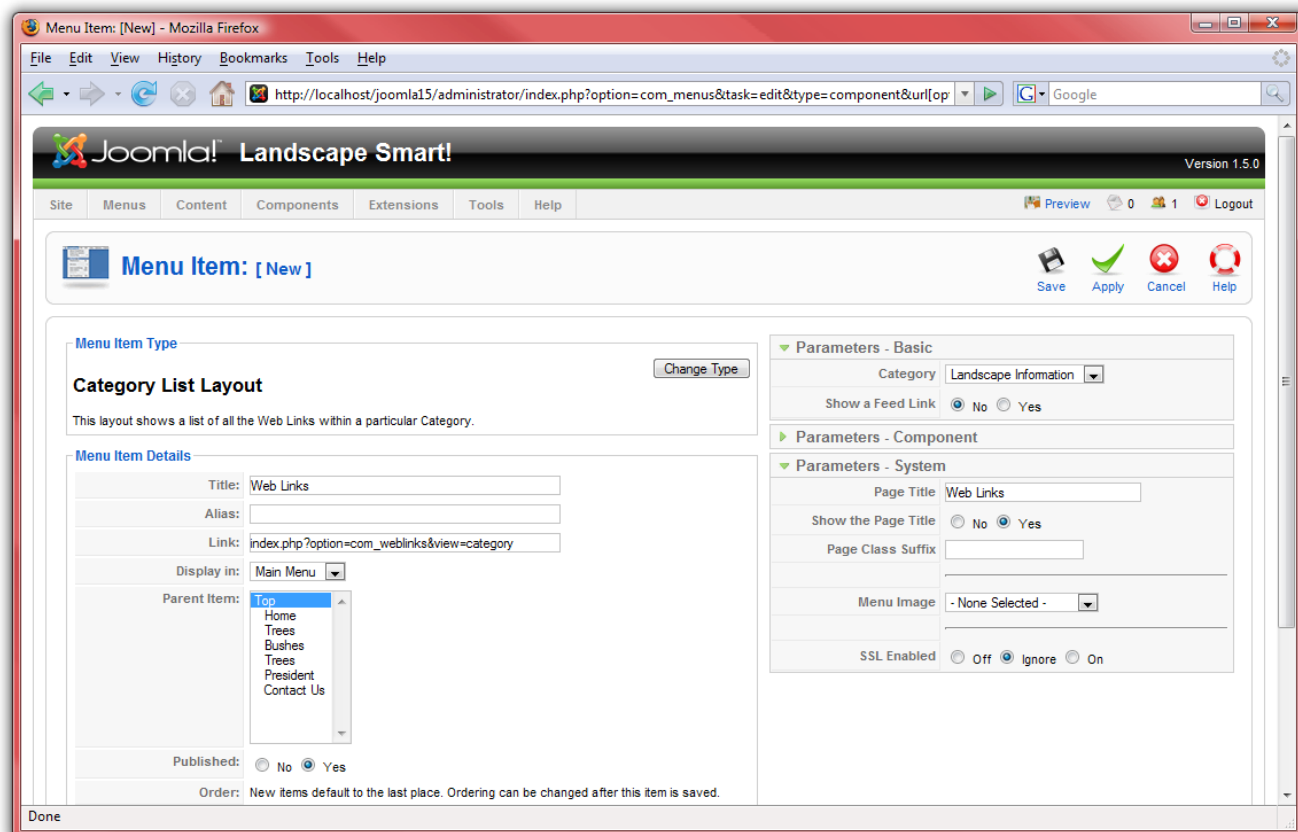 Menu Item: [New] - Mozilla Firefox
File Edit View History Bookmarks Tools Help
http://localhost/joomla15/administrator/index.php?option=com_menus&task=edit&type=component&url[op
G Google
Joomla! Landscape Smart!
Version 1.5.0
Site Menus Content Components Extensions Tools Help Preview 0 1 Logout
Menu Item: [ New ]
Save Apply Cancel Help
Menu Item Type
Change Type
Category List Layout
This layout shows a list of all the Web Links within a particular Category.
Menu Item Details
Title: Web Links
Alias:
Link: index.php?option=com_weblinks&view=category
Display in: Main Menu
Parent Item: Top
Home
Trees
Bushes
Trees
President
Contact Us
Published: No Yes
Order: New items default to the last place. Ordering can be changed after this item is saved.
Parameters - Basic
Category Landscape Information
Show a Feed Link No Yes
Parameters - Component
Parameters - System
Page Title Web Links
Show the Page Title No Yes
Page Class Suffix
Menu Image - None Selected -
SSL Enabled Off Ignore On
Done